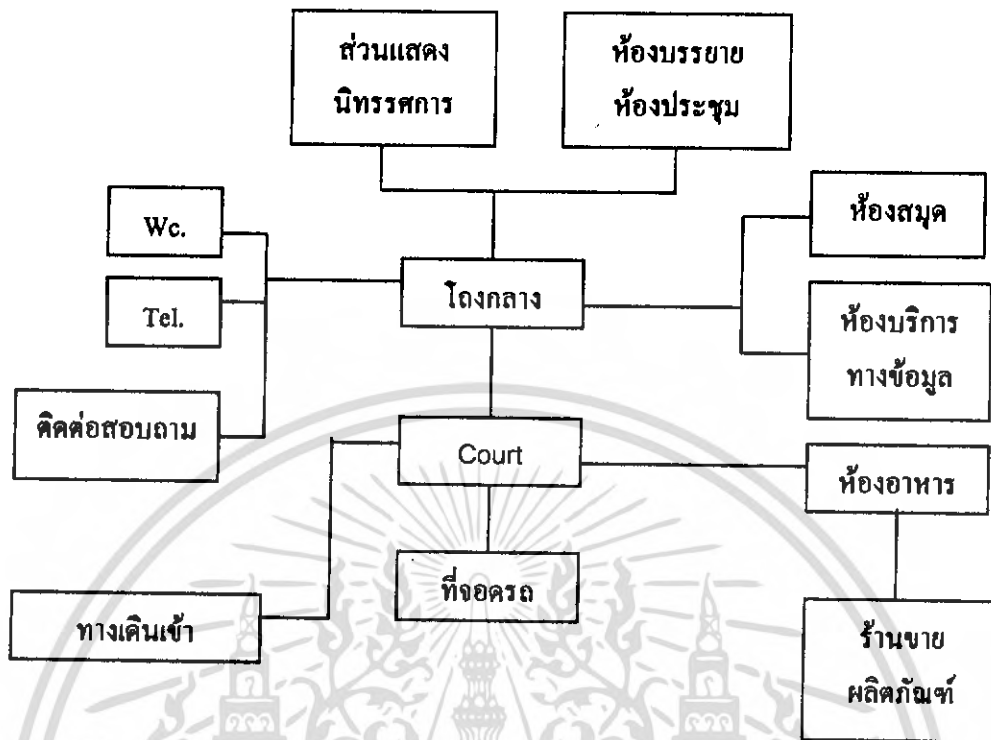 ส่วนแสดง
นิทรรศการ
ห้องบรรยาย
ห้องประชุม
Wc.
ห้องสมุด
Tel.
โถงกลาง
ห้องบริการ
ทางข้อมูล
ติดต่อสอบถาม
Court
ห้องอาหาร
ที่จอดรถ
ทางเดินเข้า
ร้านขาย
ผลิตภัณฑ์